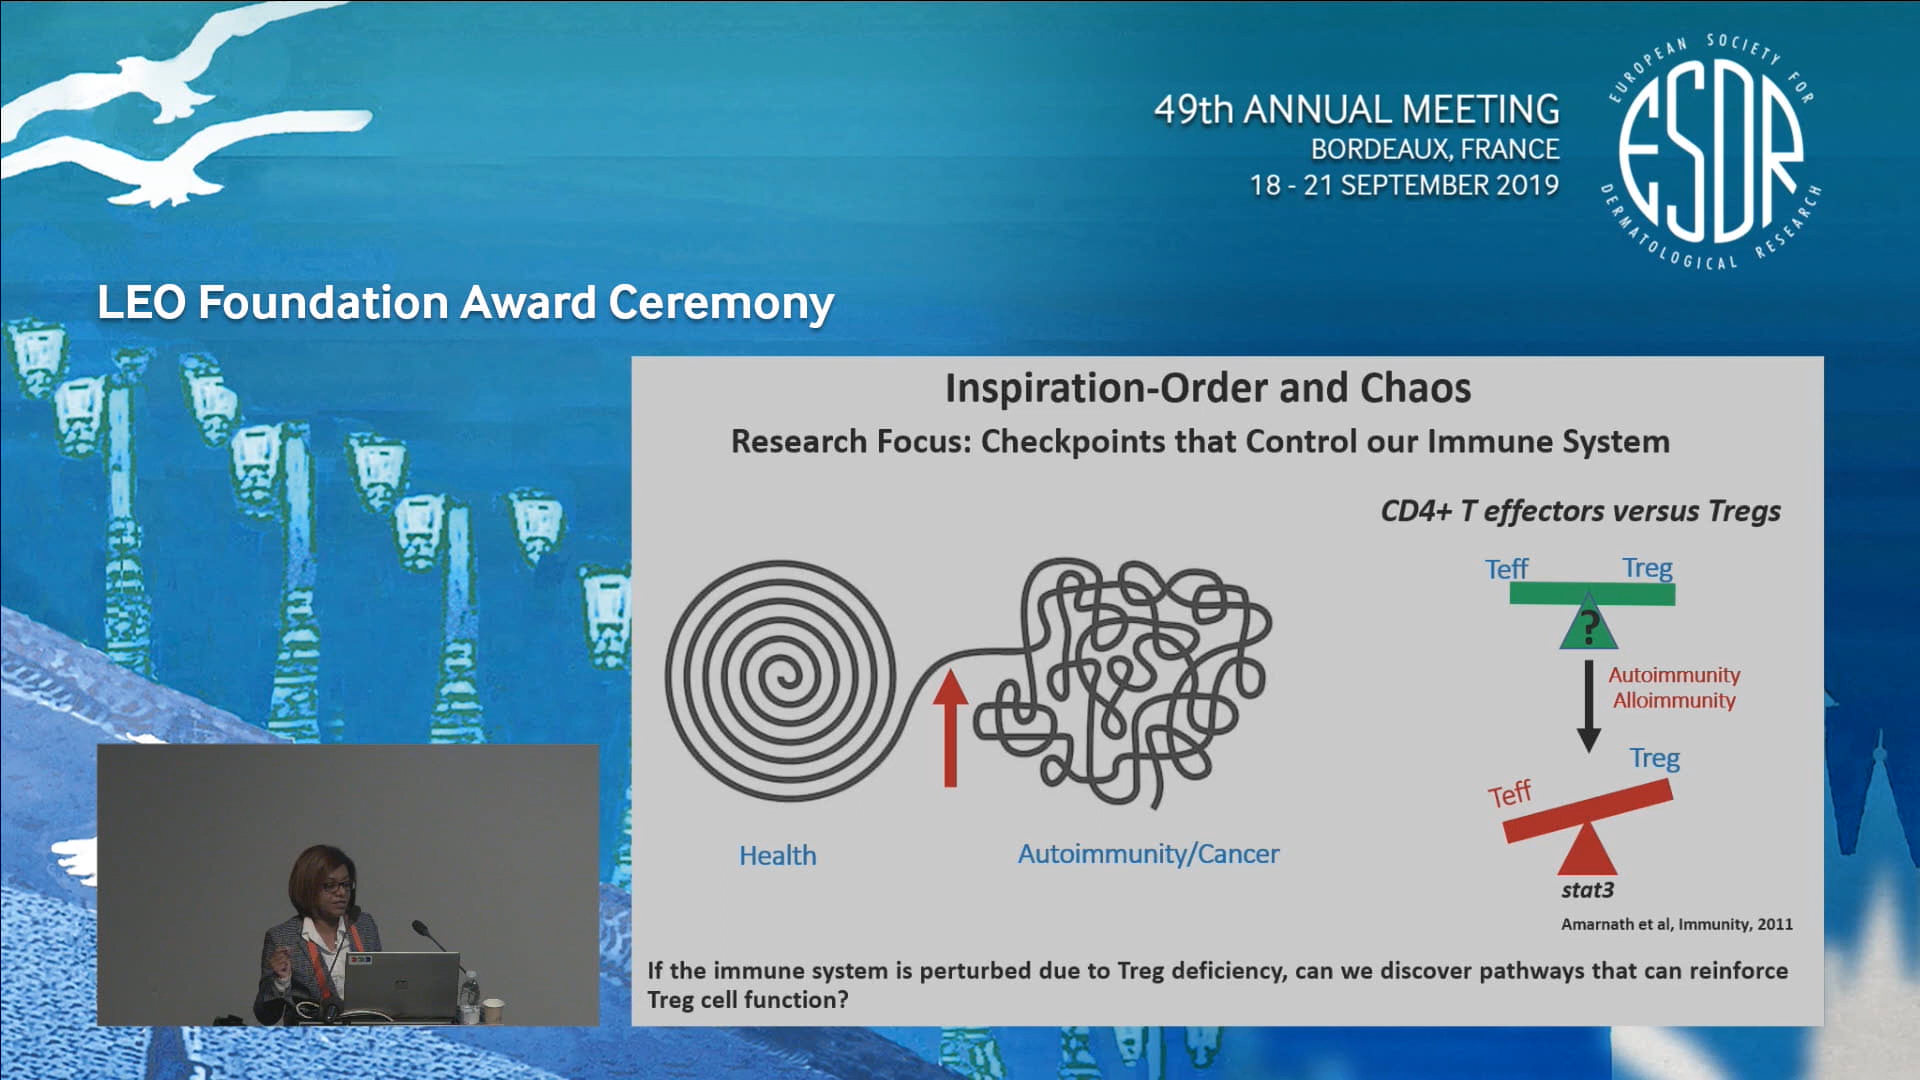 49th ANNUAL MEETING
BORDEAUX, FRANCE
18 - 21 SEPTEMBER 2019
EUROPEAN SOCIETY FOR
ESDR
DERMATOLOGICAL RESEARCH
LEO Foundation Award Ceremony
Inspiration-Order and Chaos
Research Focus: Checkpoints that Control our Immune System
CD4+ T effectors versus Tregs
Teff
Treg
?
Autoimmunity
Alloimmunity
Treg
Teff
stat3
Amarnath et al, Immunity, 2011
Health
Autoimmunity/Cancer
If the immune system is perturbed due to Treg deficiency, can we discover pathways that can reinforce
Treg cell function?